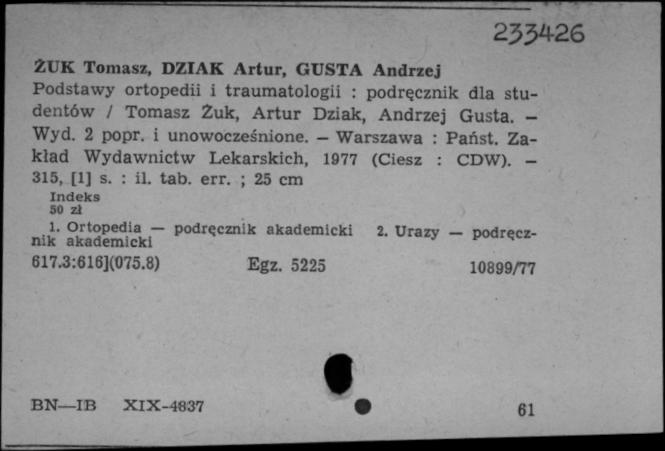 233426
ŻUK Tomasz, DZIAK Artur, GUSTA Andrzej
Podstawy ortopedii i traumatologii : podręcznik dla stu-
dentów / Tomasz Żuk, Artur Dziak, Andrzej Gusta. —
Wyd. 2 popr. i unowocześnione. — Warszawa : Państ. Za-
kład Wydawnictw Lekarskich, 1977 (Ciesz : CDW). —
315, [1] s. : il. tab. err. ; 25 cm
Indeks
50 zł
1. Ortopedia — podręcznik akademicki 2. Urazy — podręcz-
nik akademicki
617.3:616](075.8) Egz. 5225 10899/77
BN—IB XIX-4837 61